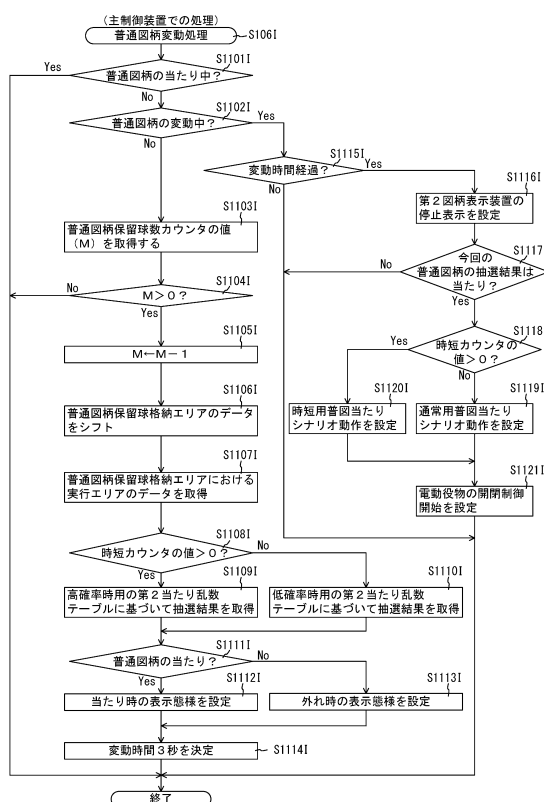 (主制御装置での処理)
普通図柄変動処理
S106I
S1101I
普通図柄の当たり中?
Yes
No
S1102I
普通図柄の変動中?
Yes
No
S1103I
普通図柄保留球数カウンタの値
(M)を取得する
S1104I
M>0?
No
Yes
S1105I
M←M-1
S1106I
普通図柄保留球格納エリアのデータ
をシフト
S1107I
普通図柄保留球格納エリアにおける
実行エリアのデータを取得
S1108I
時短カウンタの値>0?
No
Yes
S1109I
高確率時用の第2当たり乱数
テーブルに基づいて抽選結果を取得
S1110I
低確率時用の第2当たり乱数
テーブルに基づいて抽選結果を取得
S1111I
普通図柄の当たり?
No
Yes
S1112I
当たり時の表示態様を設定
S1113I
外れ時の表示態様を設定
変動時間3秒を決定
S1114I
終了
S1115I
変動時間経過?
Yes
No
S1116I
第2図柄表示装置の
停止表示を設定
S1117
今回の
普通図柄の抽選結果は
当たり?
No
Yes
S1118
時短カウンタの
値>0?
Yes
No
S1120I
時短用普図当たり
シナリオ動作を設定
S1119I
通常用普図当たり
シナリオ動作を設定
S1121I
電動役物の開閉制御
開始を設定